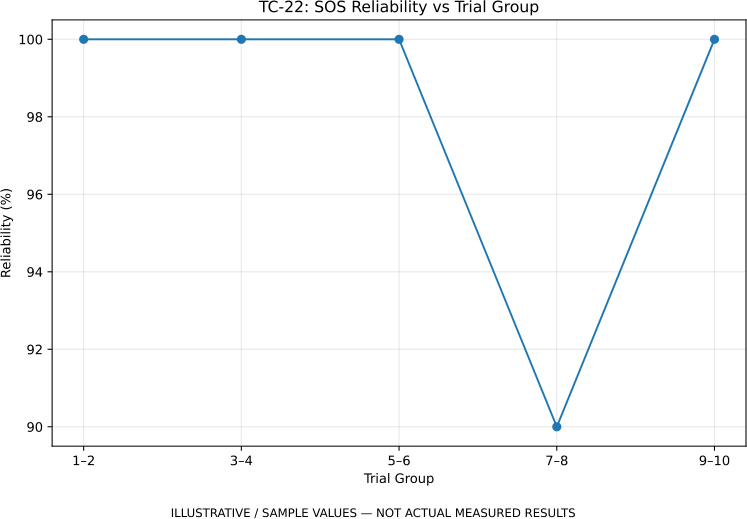 TC-22: SOS Reliability vs Trial Group
100
98
96
94
92
90
Reliability (%)
1–2
3–4
5–6
7–8
9–10
Trial Group
ILLUSTRATIVE / SAMPLE VALUES — NOT ACTUAL MEASURED RESULTS